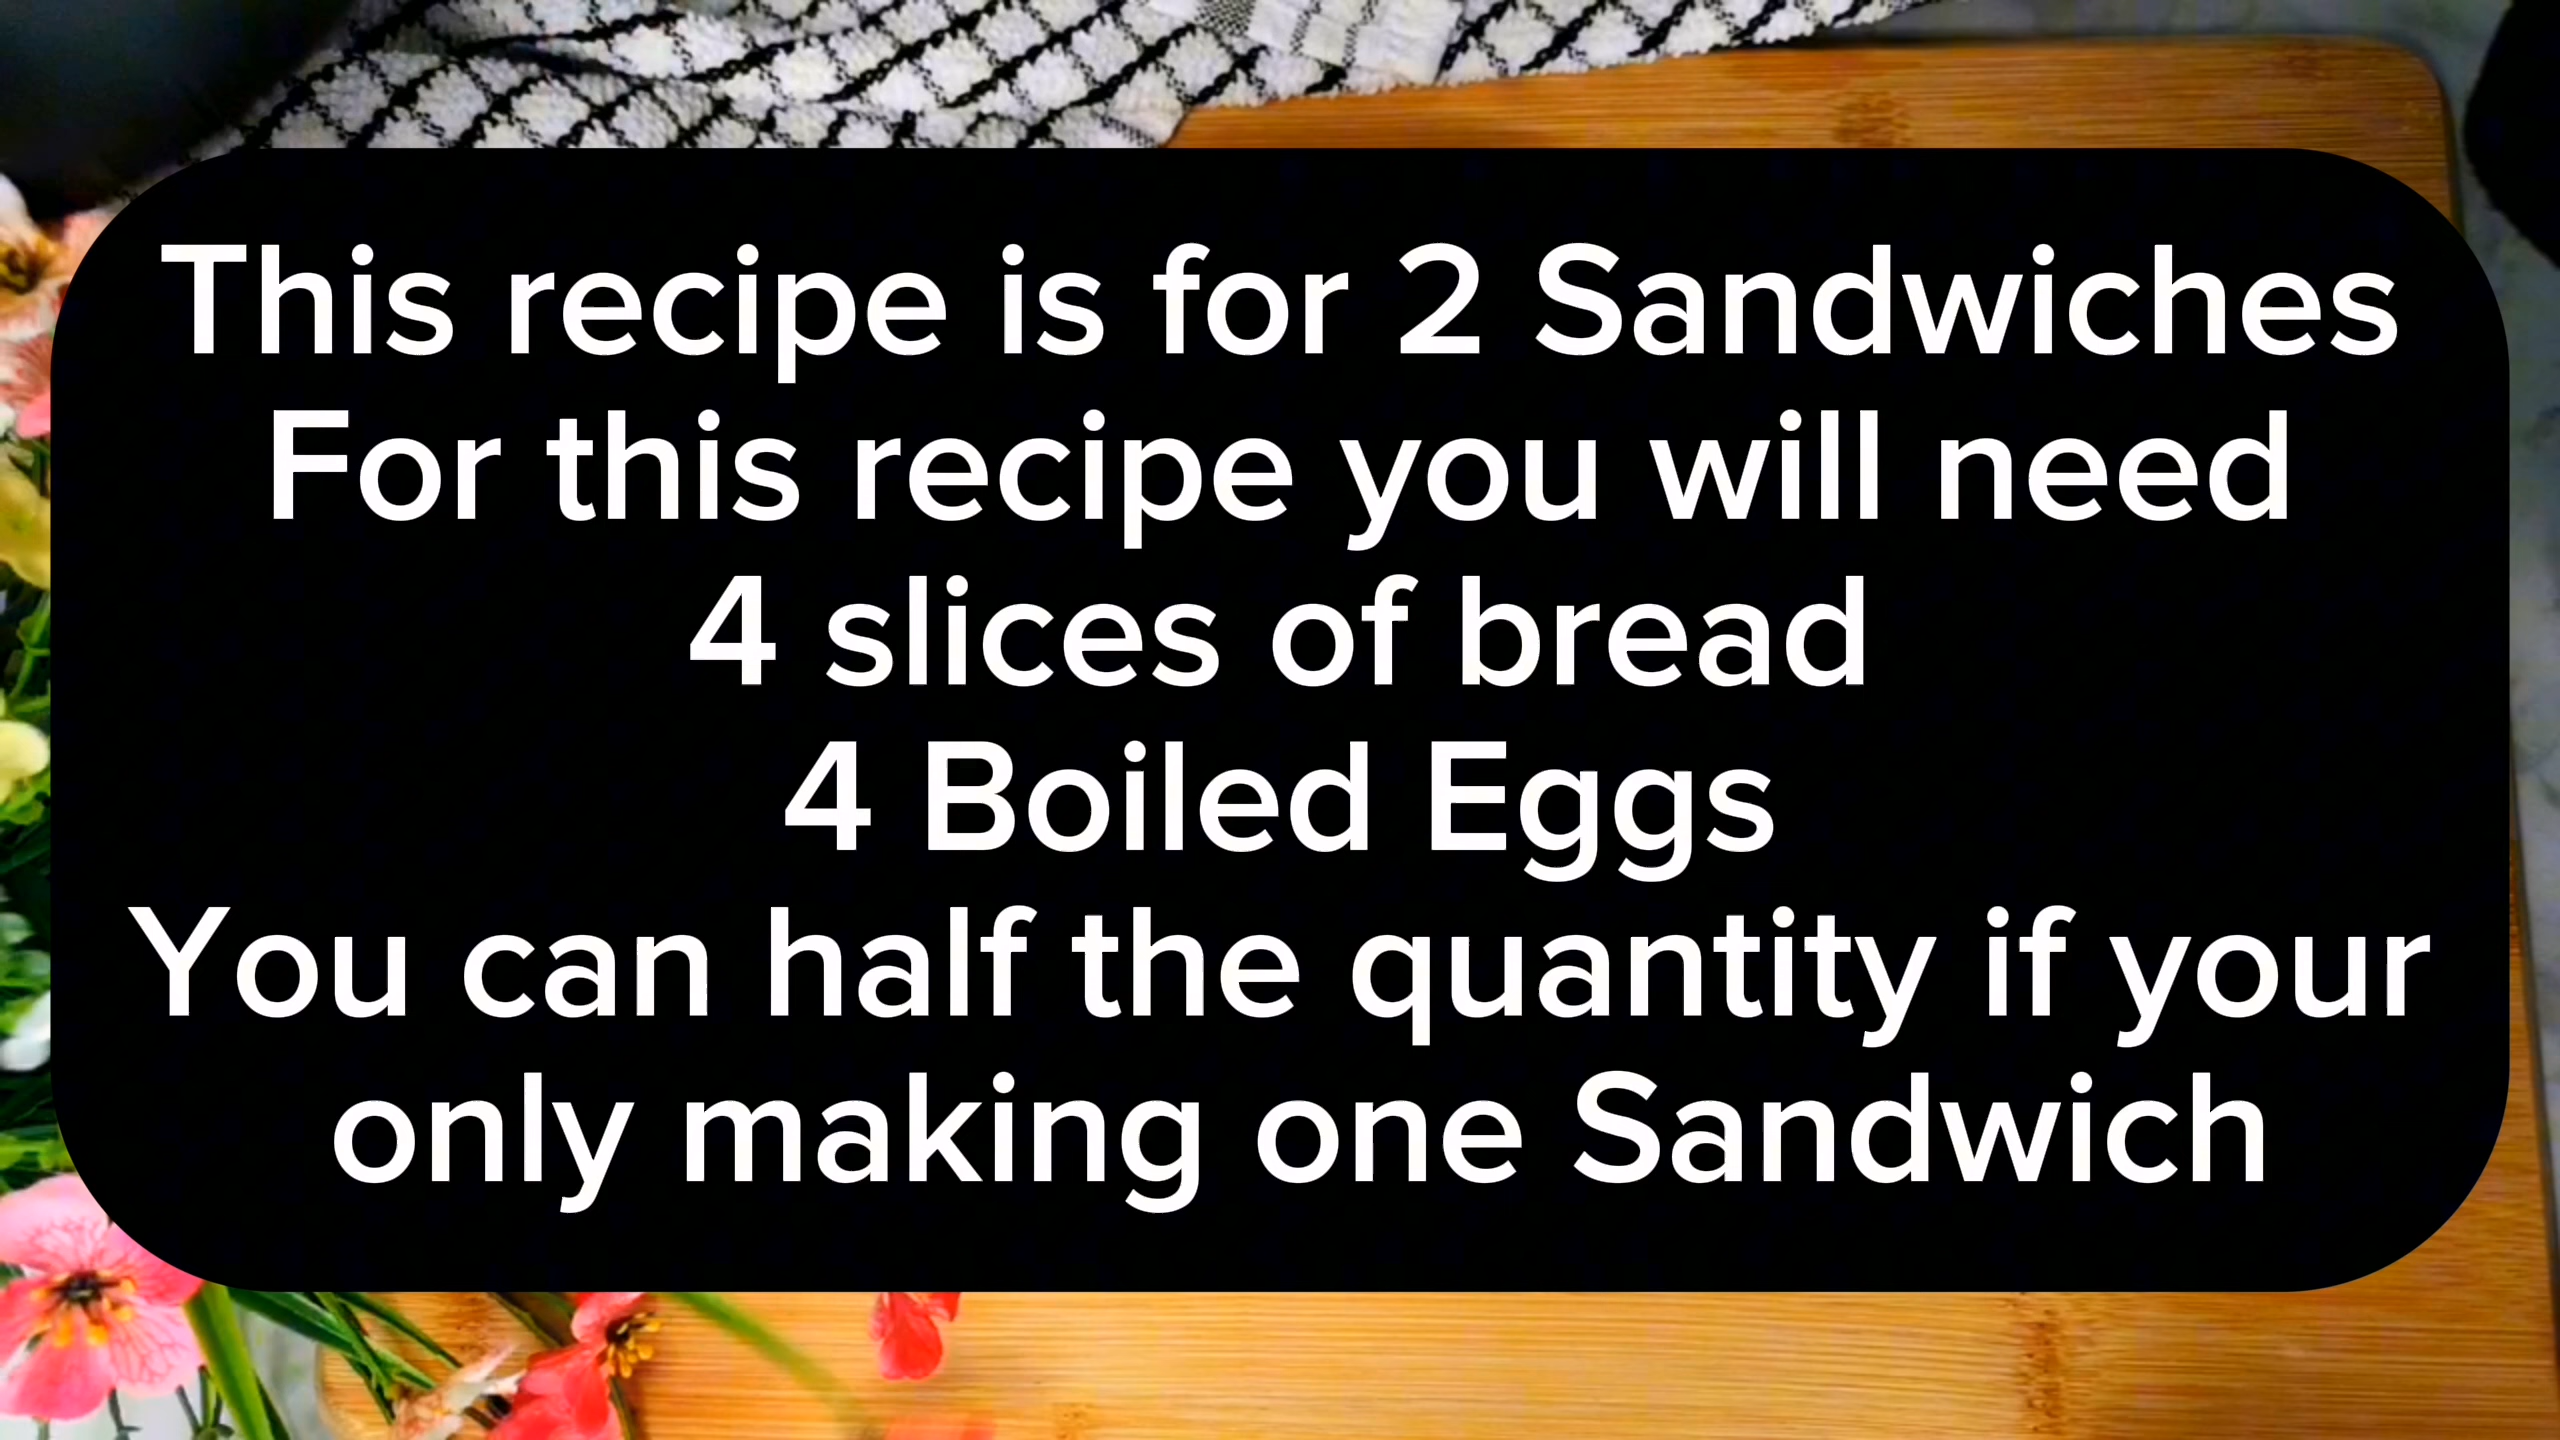 This recipe is for 2 Sandwiches
For this recipe you will need
4 slices of bread
4 Boiled Eggs
You can half the quantity if your
only making one Sandwich